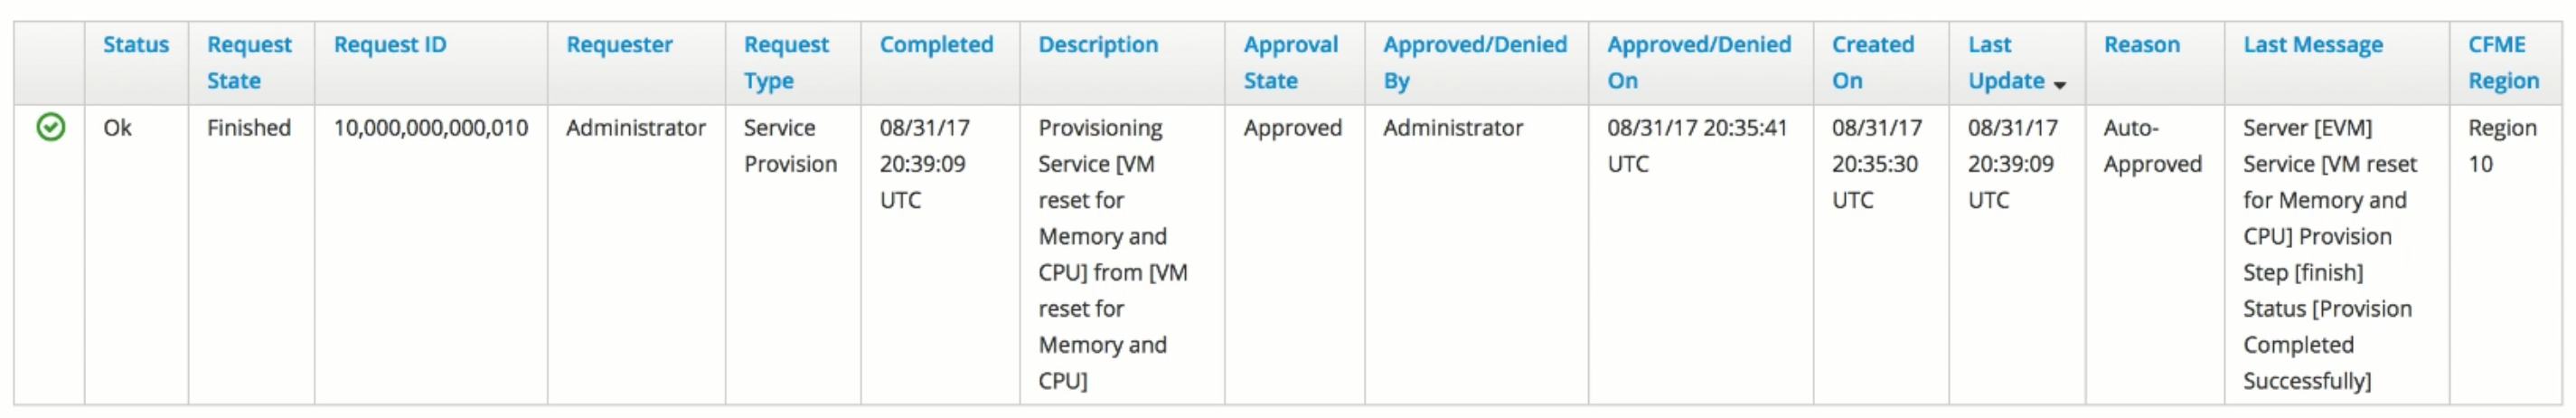 Status
Request State
Request ID
Requester
Request Type
Completed
Description
Approval State
Approved/Denied By
Approved/Denied On
Created On
Last Update
Reason
Last Message
CFME Region
Ok
Finished
10,000,000,000,010
Administrator
Service
Provision
08/31/17
20:39:09
UTC
Provisioning
Service [VM
reset for
Memory and
CPU] from [VM
reset for
Memory and
CPU]
Approved
Administrator
08/31/17 20:35:41
UTC
08/31/17
20:35:30
UTC
08/31/17
20:39:09
UTC
Auto-
Approved
Server [EVM]
Service [VM reset
for Memory and
CPU] Provision
Step [finish]
Status [Provision
Completed
Successfully]
Region
10